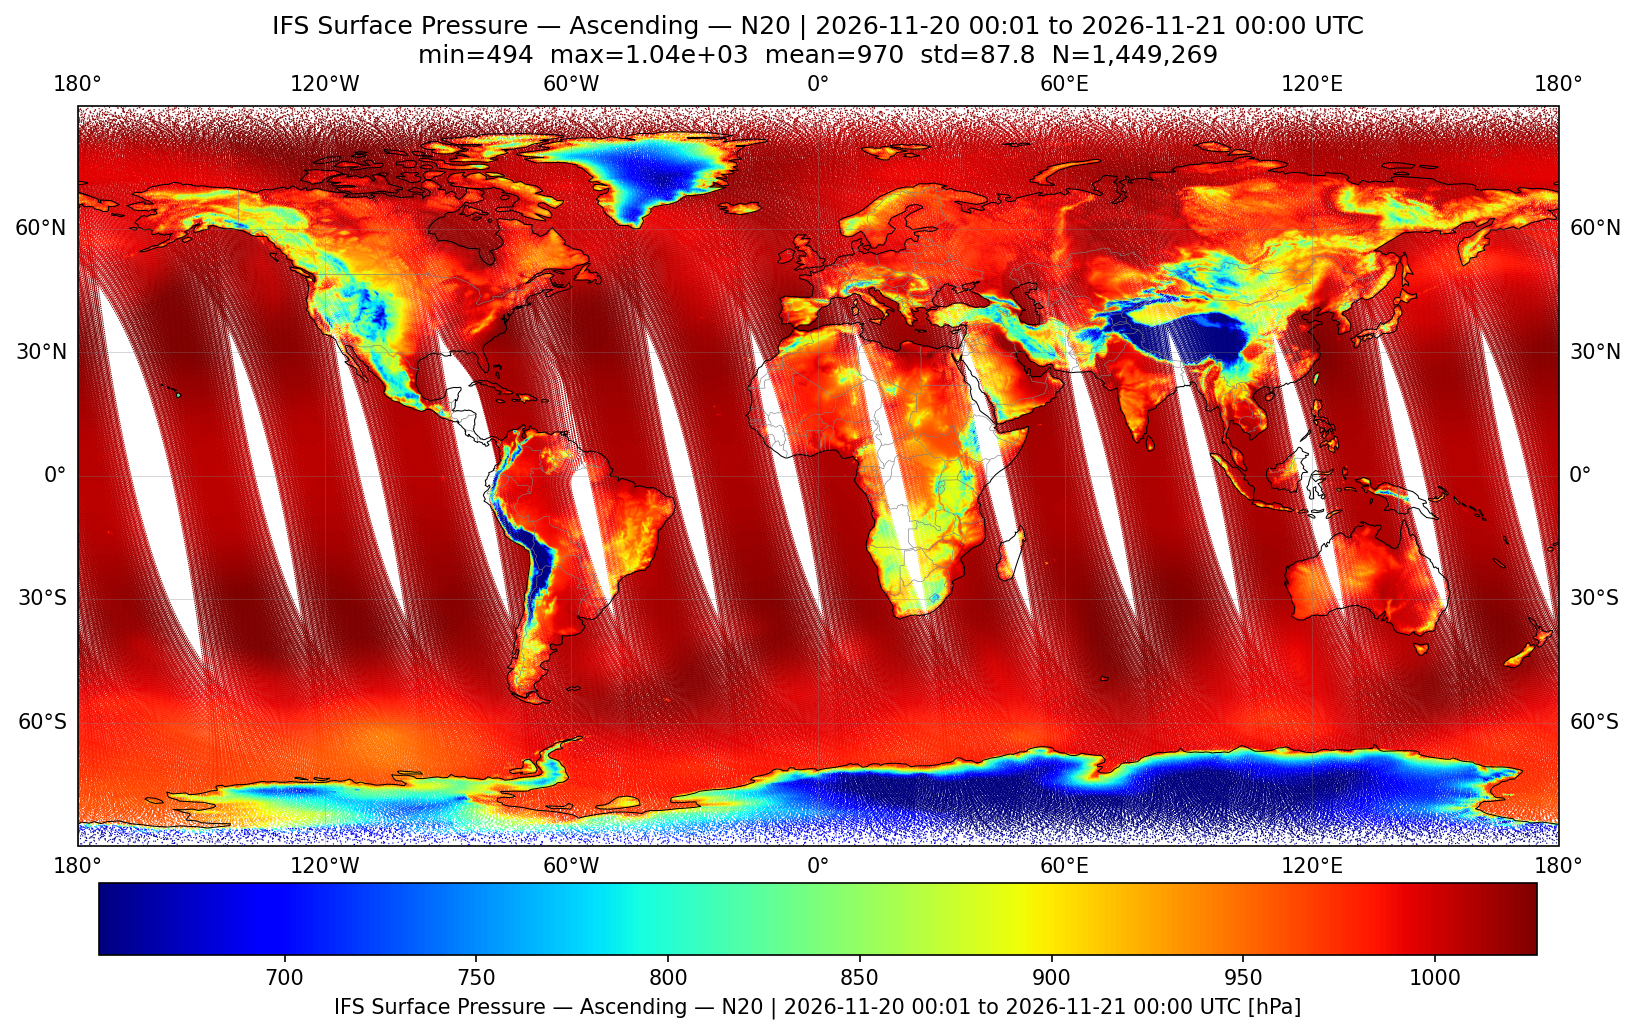 IFS Surface Pressure — Ascending — N20 | 2026-11-20 00:01 to 2026-11-21 00:00 UTC
min=494 max=1.04e+03 mean=970 std=87.8 N=1,449,269
180° 120°W 60°W 0° 60°E 120°E 180°
60°N 60°N
30°N 30°N
0° 0°
30°S 30°S
60°S 60°S
180° 120°W 60°W 0° 60°E 120°E 180°
700 750 800 850 900 950 1000
IFS Surface Pressure — Ascending — N20 | 2026-11-20 00:01 to 2026-11-21 00:00 UTC [hPa]